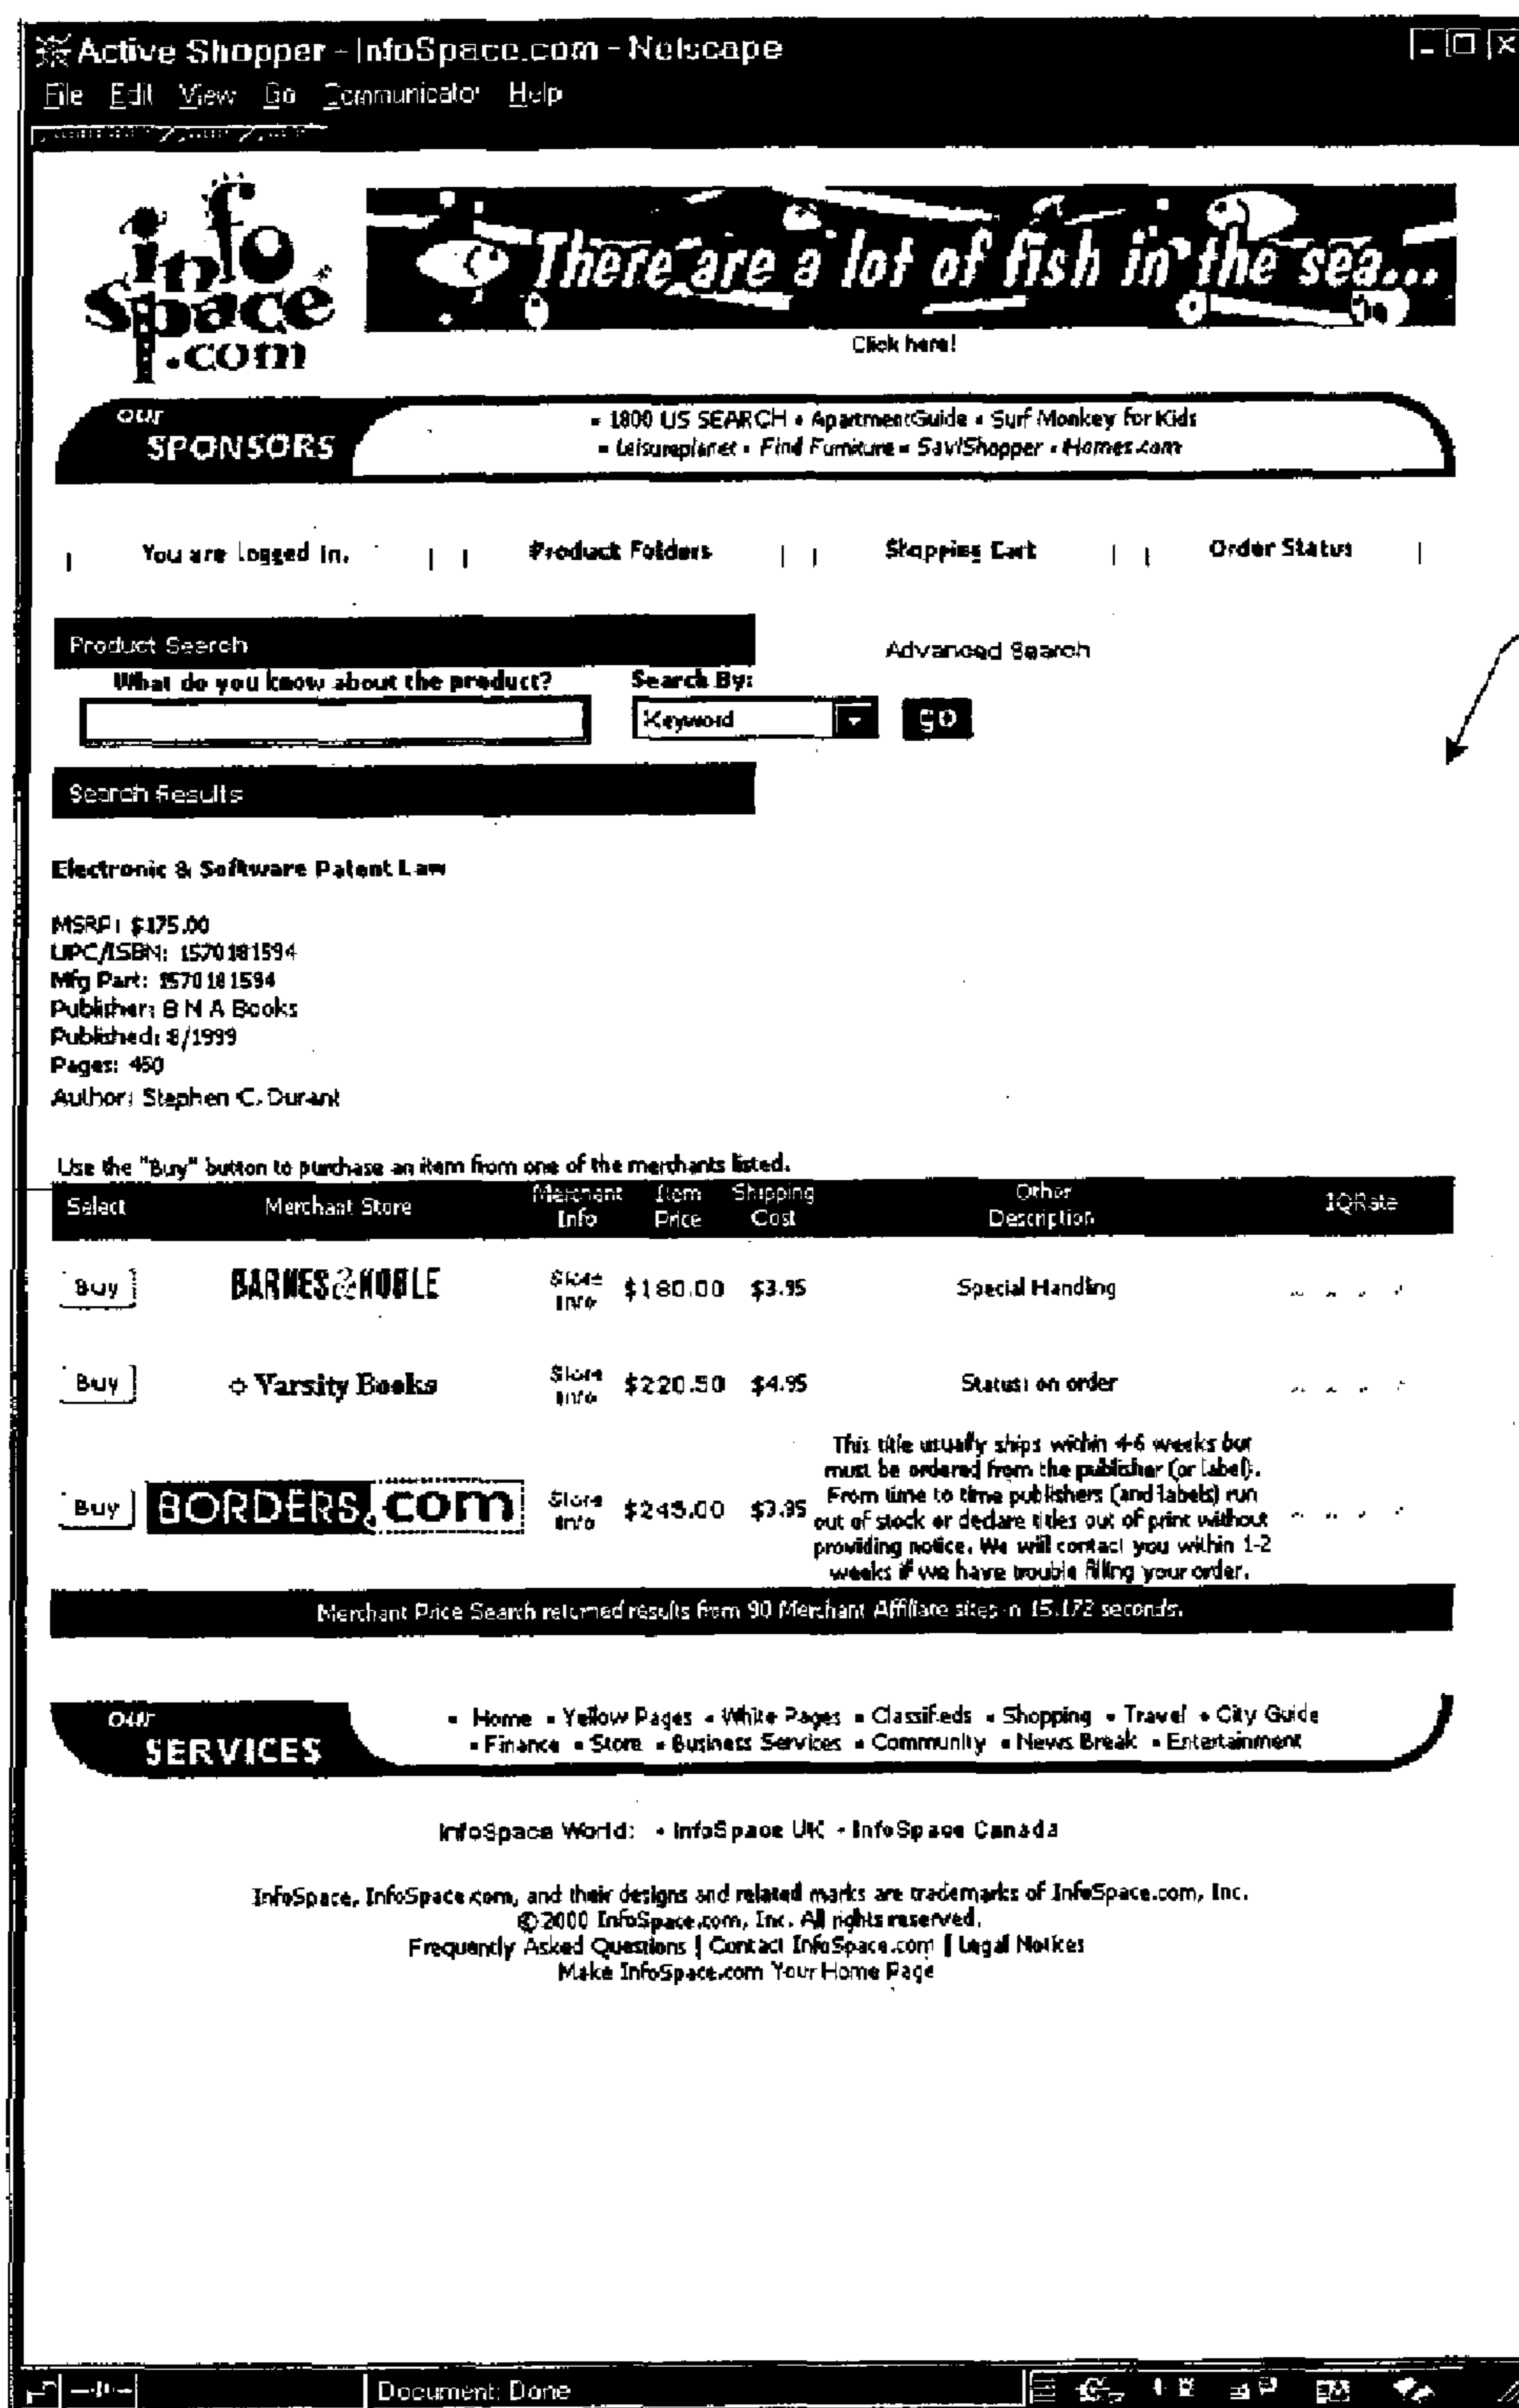 Active Shopper - InfoSpace.com - Netscape
File Edit View Go Communicator Help
info
space
.com
There are a lot of fish in the sea...
Click here!
our
SPONSORS
▪ 1800 US SEARCH ▪ ApartmentGuide ▪ Surf Monkey for Kids
▪ Leisureplanet ▪ Find Furniture ▪ SaviShopper ▪ Homes.com
| You are logged in. | | Product Folders | | Shopping Cart | | Order Status |
Product Search
Advanced Search
What do you know about the product? Search By:
Keyword go
Search Results
Electronic & Software Patent Law
MSRP: $175.00
UPC/ISBN: 1570181594
Mfg Part: 1570181594
Publisher: B N A Books
Published: 8/1999
Pages: 450
Author: Stephen C. Durant
Use the "Buy" button to purchase an item from one of the merchants listed.
Select Merchant Store Merchant Info Item Price Shipping Cost Other Description IQRate
Buy BARNES & NOBLE Store Info $180.00 $3.95 Special Handling
Buy Varsity Books Store Info $220.50 $4.95 Status: on order
This title usually ships within 4-6 weeks but
must be ordered from the publisher (or label).
From time to time publishers (and labels) run
Buy BORDERS.com Store Info $245.00 $3.95 out of stock or declare titles out of print without
providing notice. We will contact you within 1-2
weeks if we have trouble filling your order.
Merchant Price Search returned results from 90 Merchant Affiliate sites in 15.172 seconds.
our
SERVICES
▪ Home ▪ Yellow Pages ▪ White Pages ▪ Classifieds ▪ Shopping ▪ Travel ▪ City Guide
▪ Finance ▪ Store ▪ Business Services ▪ Community ▪ News Break ▪ Entertainment
InfoSpace World: ▪ InfoSpace UK ▪ InfoSpace Canada
InfoSpace, InfoSpace.com, and their designs and related marks are trademarks of InfoSpace.com, Inc.
© 2000 InfoSpace.com, Inc. All rights reserved.
Frequently Asked Questions | Contact InfoSpace.com | Legal Notices
Make InfoSpace.com Your Home Page
Document: Done